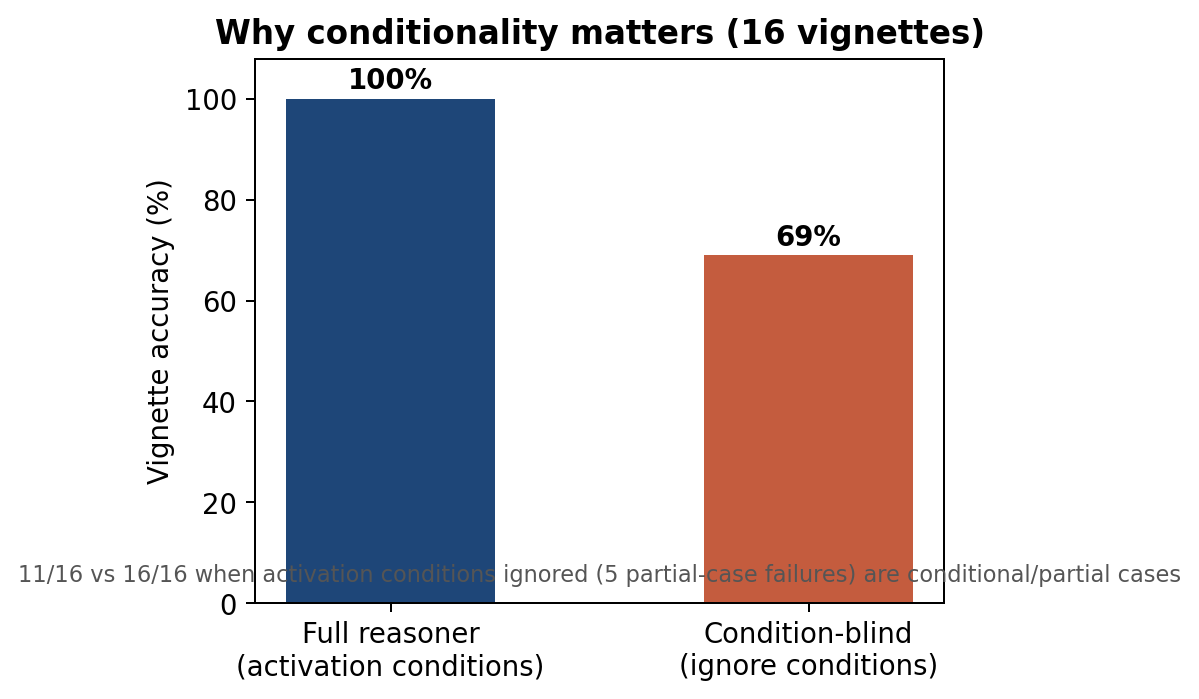 Why conditionality matters (16 vignettes)
100%
100
80
69%
60
40
20
0
Vignette accuracy (%)
11/16 vs 16/16 when activation conditions ignored (5 partial-case failures) are conditional/partial cases
Full reasoner
(activation conditions)
Condition-blind
(ignore conditions)